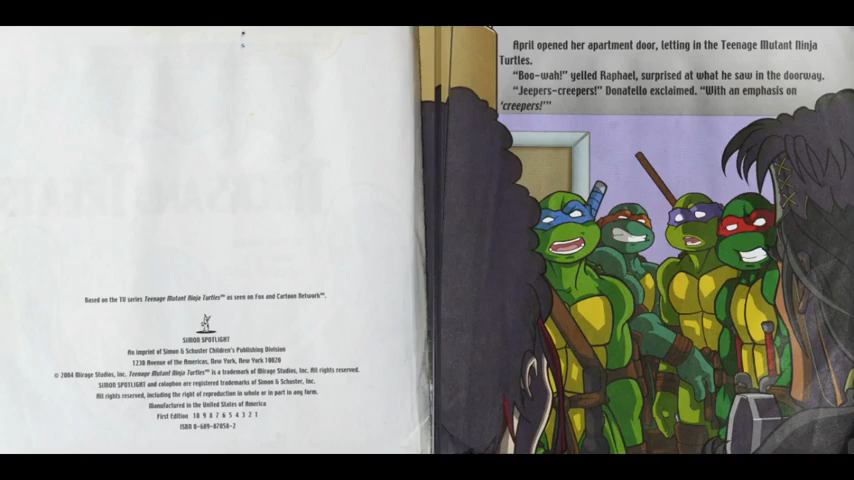 Based on the TV series Teenage Mutant Ninja Turtles™ as seen on Fox and Cartoon Network℠.
SIMON SPOTLIGHT
An imprint of Simon & Schuster Children's Publishing Division
1230 Avenue of the Americas, New York, New York 10020
© 2004 Mirage Studios, Inc. Teenage Mutant Ninja Turtles™ is a trademark of Mirage Studios, Inc. All rights reserved.
SIMON SPOTLIGHT and colophon are registered trademarks of Simon & Schuster, Inc.
All rights reserved, including the right of reproduction in whole or in part in any form.
Manufactured in the United States of America
First Edition 10 9 8 7 6 5 4 3 2 1
ISBN 0-689-87058-2
April opened her apartment door, letting in the Teenage Mutant Ninja
Turtles.
“Boo-wah!” yelled Raphael, surprised at what he saw in the doorway.
“Jeepers-creepers!” Donatello exclaimed. “With an emphasis on
‘creepers!’”